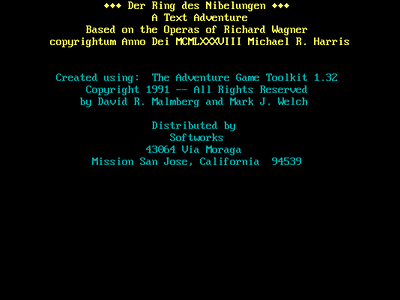 ♦♦♦ Der Ring des Nibelungen ♦♦♦
A Text Adventure
Based on the Operas of Richard Wagner
copyrightum Anno Dei MCMLXXXVIII Michael R. Harris
Created using:  The Adventure Game Toolkit 1.32
Copyright 1991 -- All Rights Reserved
by David R. Malmberg and Mark J. Welch
Distributed by
Softworks
43064 Via Moraga
Mission San Jose, California  94539